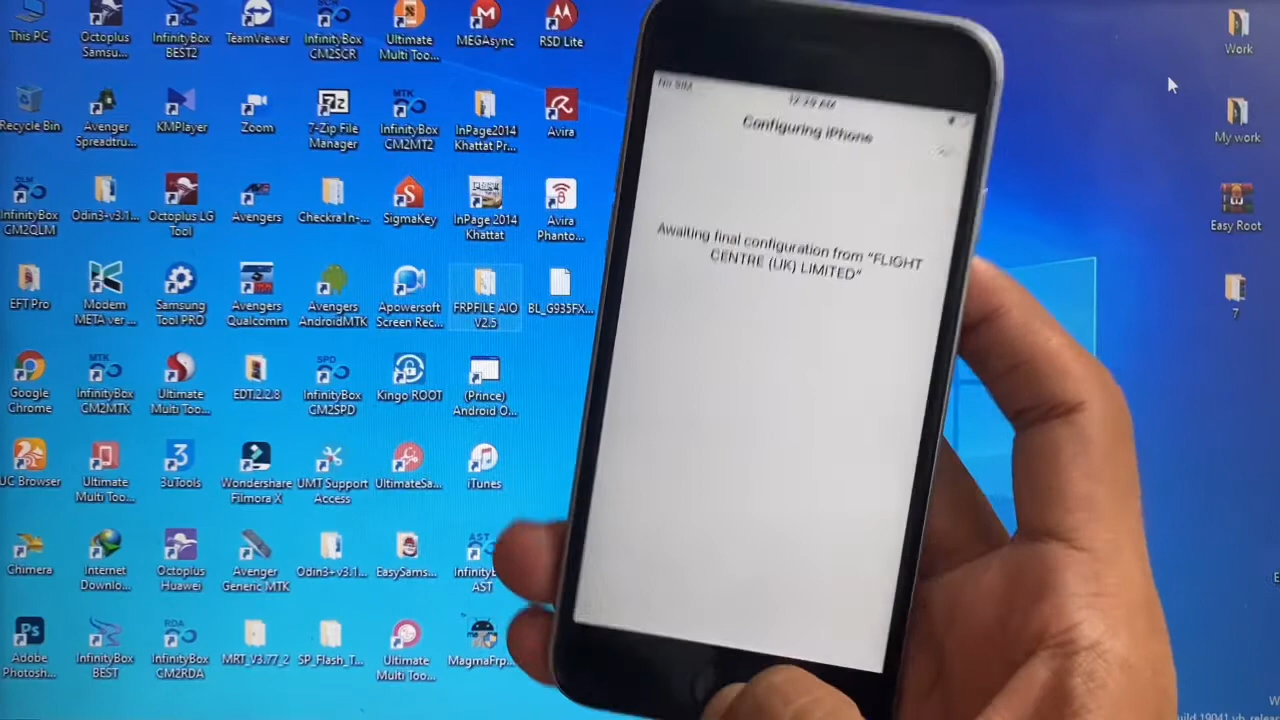 This PC
Octoplus
Samsu...
InfinityBox
BEST2
TeamViewer
InfinityBox
CM2SCR
Ultimate
Multi Too...
MEGAsync
RSD Lite
Recycle Bin
Avenger
Spreadtru...
KMPlayer
Zoom
7-Zip File
Manager
InfinityBox
CM2MT2
InPage2014
Khattat Pr...
Avira
InfinityBox
CM2QLM
Odin3-v3.1...
Octoplus LG
Tool
Avengers
Checkra1n-...
SigmaKey
InPage 2014
Khattat
Avira
Phanto...
EFT Pro
Modem
META ver ...
Samsung
Tool PRO
Avengers
Qualcomm
Avengers
AndroidMTK
Apowersoft
Screen Rec...
FRPFILE AIO
V2.5
BL_G935FX...
Google
Chrome
InfinityBox
CM2MTK
Ultimate
Multi Too...
EDTI2.2.8
InfinityBox
CM2SPD
Kingo ROOT
(Prince)
Android O...
UC Browser
Ultimate
Multi Too...
3uTools
Wondershare
Filmora X
UMT Support
Access
UltimateSa...
iTunes
Chimera
Internet
Downlo...
Octoplus
Huawei
Avenger
Generic MTK
Odin3+v3.1...
EasySams...
InfinityBox
AST
Adobe
Photosh...
InfinityBox
BEST
InfinityBox
CM2RDA
MRT_V3.77_2
SP_Flash_T...
Ultimate
Multi Too...
MagmaFrp...
No SIM
12:29 AM
Configuring iPhone
Awaiting final configuration from “FLIGHT
CENTRE (UK) LIMITED”
Work
My work
Easy Root
7